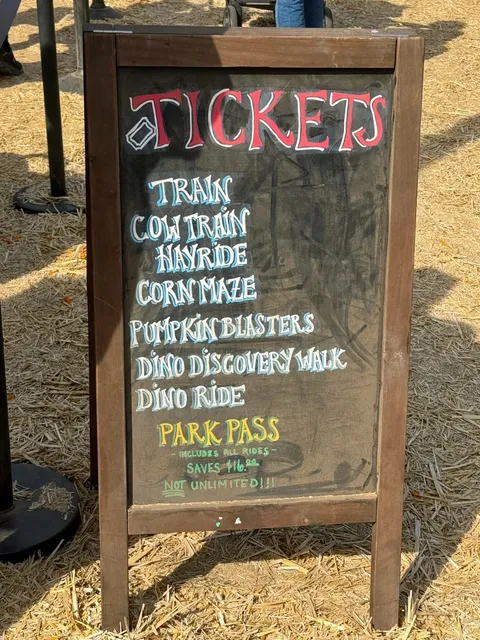 TICKETS
TRAIN
COW TRAIN
HAYRIDE
CORN MAZE
PUMPKIN BLASTERS
DINO DISCOVERY WALK
DINO RIDE
PARK PASS
- INCLUDES ALL RIDES -
SAVES $16.00
NOT UNLIMITED!!!